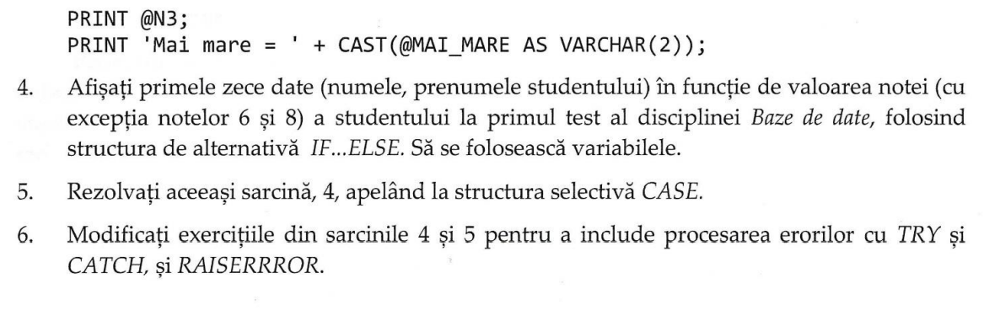 PRINT @N3;
PRINT 'Mai mare = ' + CAST(@MAI_MARE AS VARCHAR(2));
4. Afișați primele zece date (numele, prenumele studentului) în funcție de valoarea notei (cu
excepția notelor 6 și 8) a studentului la primul test al disciplinei Baze de date, folosind
structura de alternativă IF...ELSE. Să se folosească variabilele.
5. Rezolvați aceeași sarcină, 4, apelând la structura selectivă CASE.
6. Modificați exercițiile din sarcinile 4 și 5 pentru a include procesarea erorilor cu TRY și
CATCH, și RAISERRROR.